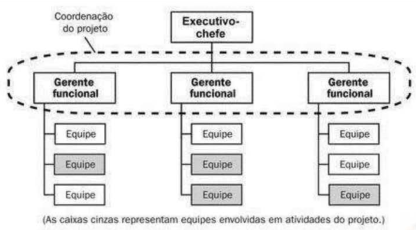 Coordenação
do projeto
Executivo-
chefe
Gerente
funcional
Gerente
funcional
Gerente
funcional
Equipe
Equipe
Equipe
Equipe
Equipe
Equipe
Equipe
Equipe
Equipe
(As caixas cinzas representam equipes envolvidas em atividades do projeto.)